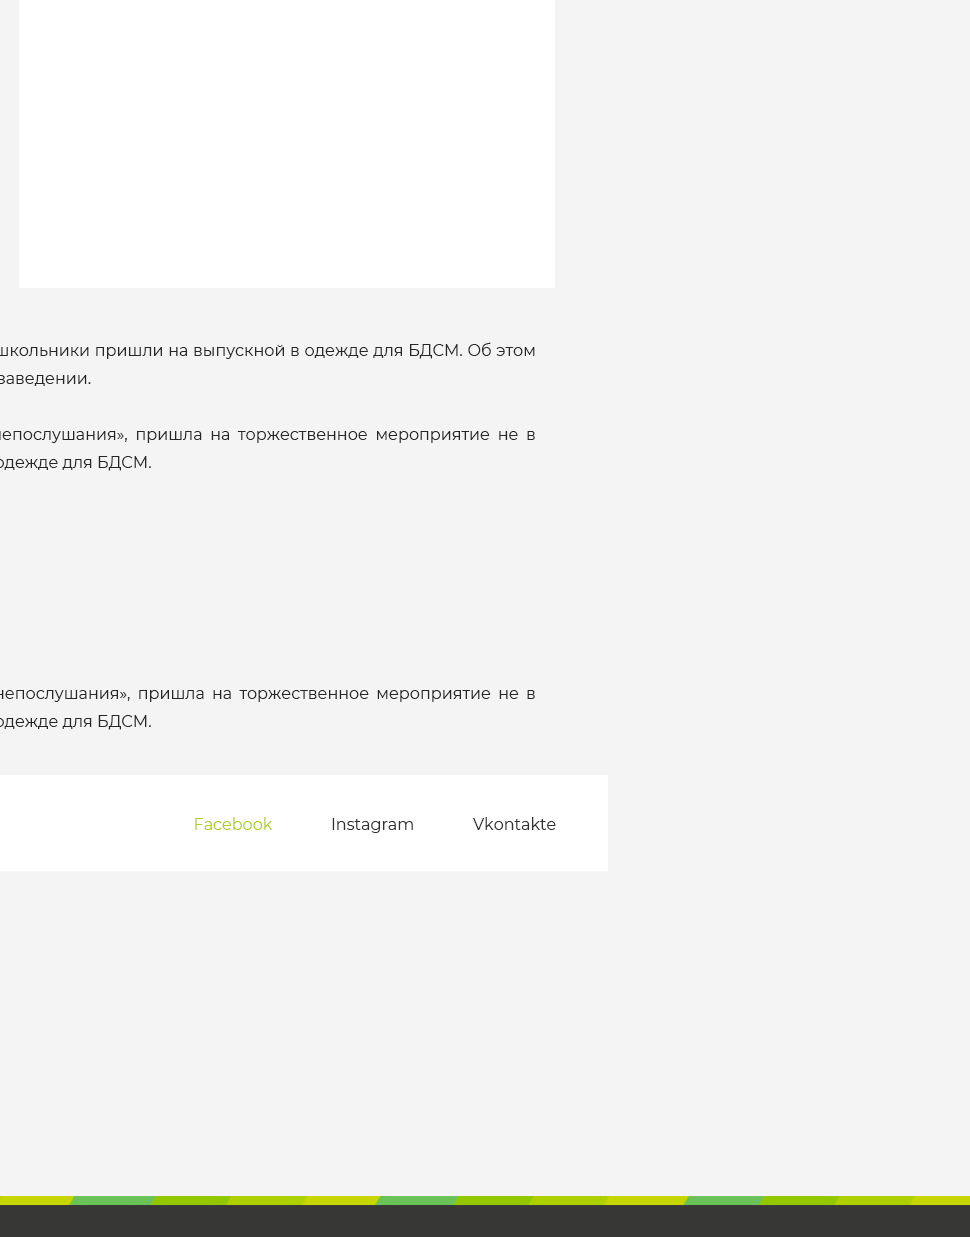 школьники пришли на выпускной в одежде для БДСМ. Об этом
заведении.
непослушания», пришла на торжественное мероприятие не в
одежде для БДСМ.
непослушания», пришла на торжественное мероприятие не в
одежде для БДСМ.
Facebook Instagram Vkontakte